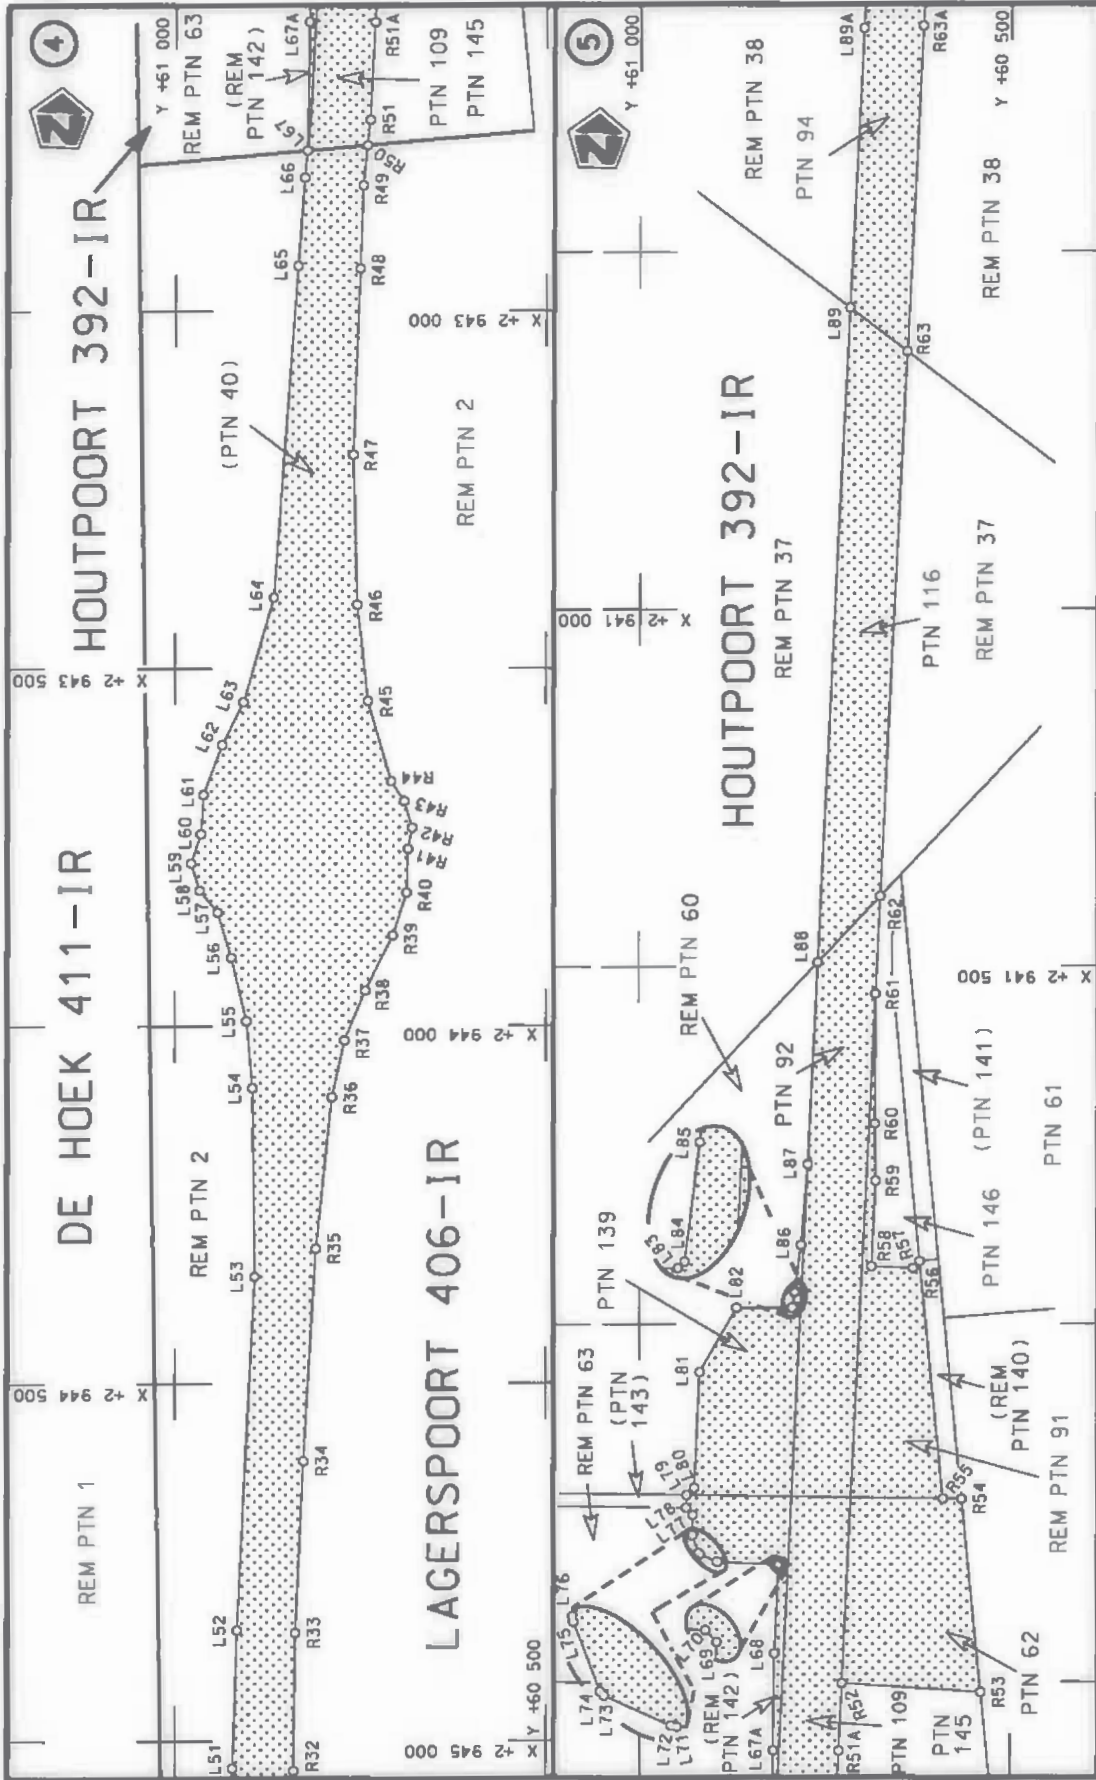 4
N
Y +61 000
REM PTN 63
(REM
PTN 142)
PTN 109
PTN 145
HOUTPOORT 392-IR
DE HOEK 411-IR
LAGERSPOORT 406-IR
REM PTN 1
REM PTN 2
REM PTN 2
(PTN 40)
X +2 943 000
X +2 943 500
X +2 944 000
X +2 944 500
X +2 945 000
Y +60 500
L51
L52
L53
L54
L55
L56
L57
L58
L59
L60
L61
L62
L63
L64
L65
L66
L67
L67A
R32
R33
R34
R35
R36
R37
R38
R39
R40
R41
R42
R43
R44
R45
R46
R47
R48
R49
R50
R51
R51A
5
N
Y +61 000
Y +60 500
REM PTN 38
PTN 94
REM PTN 38
HOUTPOORT 392-IR
REM PTN 37
PTN 116
REM PTN 37
X +2 941 000
X +2 941 500
REM PTN 60
PTN 92
PTN 139
REM PTN 63
(PTN
143)
(PTN 141)
PTN 61
PTN 146
(REM
PTN 140)
REM PTN 91
PTN 62
PTN
145
PTN 109
(REM
PTN 142)
L67A
L68
L69
L70
L71
L72
L73
L74
L75
L76
L77
L78
L79
L80
L81
L82
L83
L84
L85
L86
L87
L88
L89
L89A
R51A
R52
R53
R54
R55
R56
R57
R58
R59
R60
R61
R62
R63
R63A